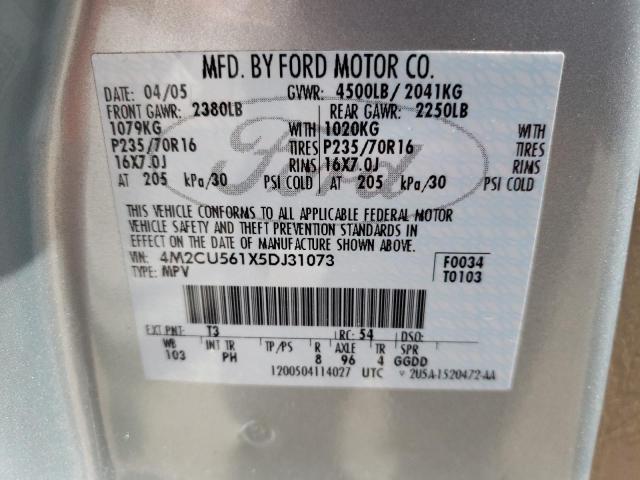 MFD. BY FORD MOTOR CO.
DATE: 04/05 GVWR: 4500LB/ 2041KG
FRONT GAWR: 2380LB REAR GAWR: 2250LB
1079KG WITH 1020KG WITH
P235/70R16 TIRES P235/70R16 TIRES
16X7.0J RIMS 16X7.0J RIMS
AT 205 kPa/30 PSI COLD AT 205 kPa/30 PSI COLD
Ford
THIS VEHICLE CONFORMS TO ALL APPLICABLE FEDERAL MOTOR
VEHICLE SAFETY AND THEFT PREVENTION STANDARDS IN
EFFECT ON THE DATE OF MANUFACTURE SHOWN ABOVE.
VIN: 4M2CU561X5DJ31073 F0034
TYPE: MPV T0103
EXT PNT: T3 RC: 54 DSO:
WB INT TR TP/PS R AXLE TR SPR
103 PH 8 96 4 GGDD
1200504114027 UTC V 2U5A-1520472-AA